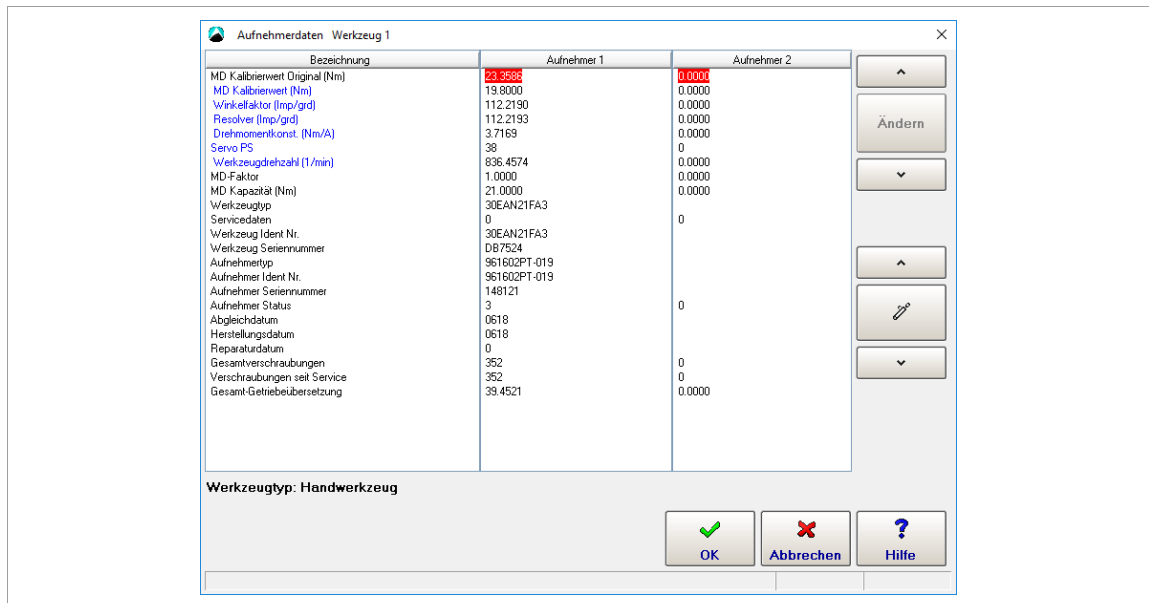 Aufnehmerdaten Werkzeug 1
Bezeichnung Aufnehmer 1 Aufnehmer 2
MD Kalibrierwert Original (Nm) 23.3586 0.0000
MD Kalibrierwert (Nm) 19.8000 0.0000
Winkelfaktor (Imp/grd) 112.2190 0.0000
Resolver (Imp/grd) 112.2193 0.0000
Drehmomentkonst. (Nm/A) 3.7169 0.0000
Servo PS 38 0
Werkzeugdrehzahl (1/min) 836.4574 0.0000
MD-Faktor 1.0000 0.0000
MD Kapazität (Nm) 21.0000 0.0000
Werkzeugtyp 30EAN21FA3
Servicedaten 0 0
Werkzeug Ident Nr. 30EAN21FA3
Werkzeug Seriennummer DB7524
Aufnehmertyp 961602PT-019
Aufnehmer Ident Nr. 961602PT-019
Aufnehmer Seriennummer 148121
Aufnehmer Status 3 0
Abgleichdatum 0618
Herstellungsdatum 0618
Reparaturdatum 0
Gesamtverschraubungen 352 0
Verschraubungen seit Service 352 0
Gesamt-Getriebeübersetzung 39.4521 0.0000
Ändern
Werkzeugtyp: Handwerkzeug
OK Abbrechen Hilfe